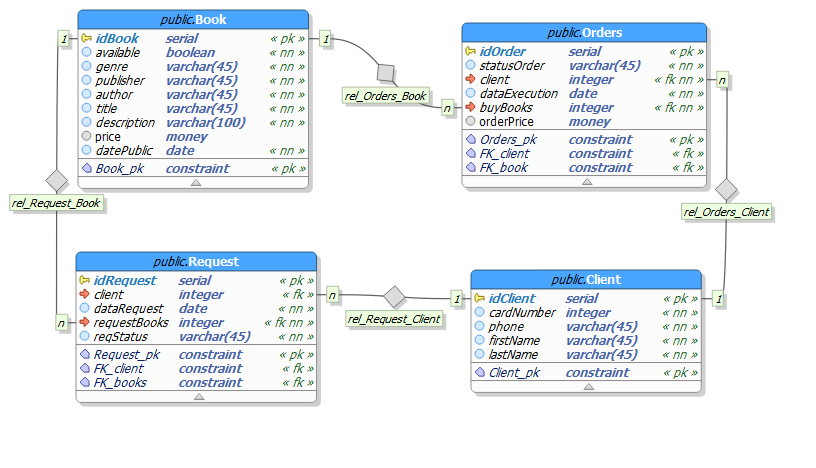 public.Book
idBook serial « pk »
available boolean « nn »
genre varchar(45) « nn »
publisher varchar(45) « nn »
author varchar(45) « nn »
title varchar(45) « nn »
description varchar(100) « nn »
price money
datePublic date « nn »
Book_pk constraint « pk »
1
1
rel_Orders_Book
n
public.Orders
idOrder serial « pk »
statusOrder varchar(45) « nn »
client integer « fk nn »
dataExecution date « nn »
buyBooks integer « fk nn »
orderPrice money
Orders_pk constraint « pk »
FK_client constraint « fk »
FK_book constraint « fk »
n
rel_Request_Book
rel_Orders_Client
public.Request
idRequest serial « pk »
client integer « fk »
dataRequest date « nn »
requestBooks integer « fk nn »
reqStatus varchar(45) « nn »
Request_pk constraint « pk »
FK_client constraint « fk »
FK_books constraint « fk »
n
n
rel_Request_Client
1
public.Client
idClient serial « pk »
cardNumber integer « nn »
phone varchar(45) « nn »
firstName varchar(45) « nn »
lastName varchar(45) « nn »
Client_pk constraint « pk »
1